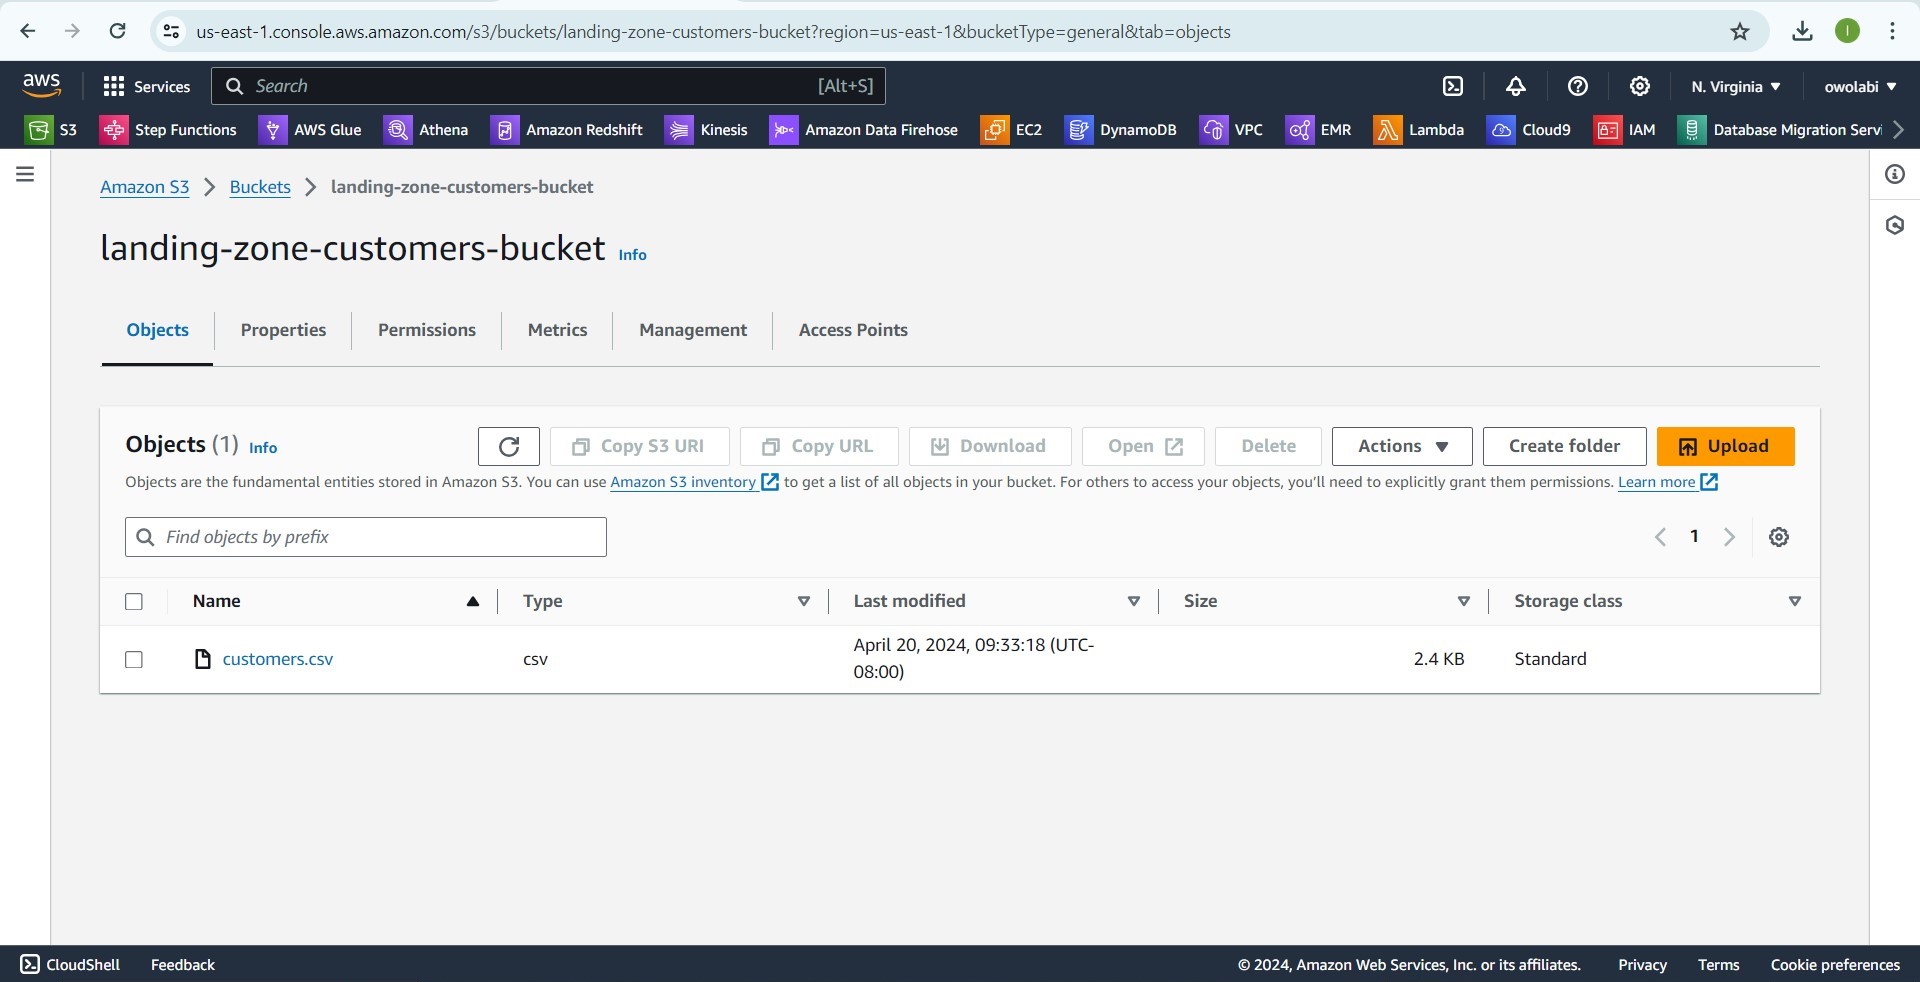 us-east-1.console.aws.amazon.com/s3/buckets/landing-zone-customers-bucket?region=us-east-1&bucketType=general&tab=objects
I
aws Services Search [Alt+S] N. Virginia owolabi
S3 Step Functions AWS Glue Athena Amazon Redshift Kinesis Amazon Data Firehose EC2 DynamoDB VPC EMR Lambda Cloud9 IAM Database Migration Servi
Amazon S3 Buckets landing-zone-customers-bucket
landing-zone-customers-bucket Info
Objects Properties Permissions Metrics Management Access Points
Objects (1) Info Copy S3 URI Copy URL Download Open Delete Actions Create folder Upload
Objects are the fundamental entities stored in Amazon S3. You can use Amazon S3 inventory to get a list of all objects in your bucket. For others to access your objects, you'll need to explicitly grant them permissions. Learn more
Find objects by prefix 1
Name Type Last modified Size Storage class
customers.csv csv April 20, 2024, 09:33:18 (UTC-
08:00) 2.4 KB Standard
CloudShell Feedback © 2024, Amazon Web Services, Inc. or its affiliates. Privacy Terms Cookie preferences